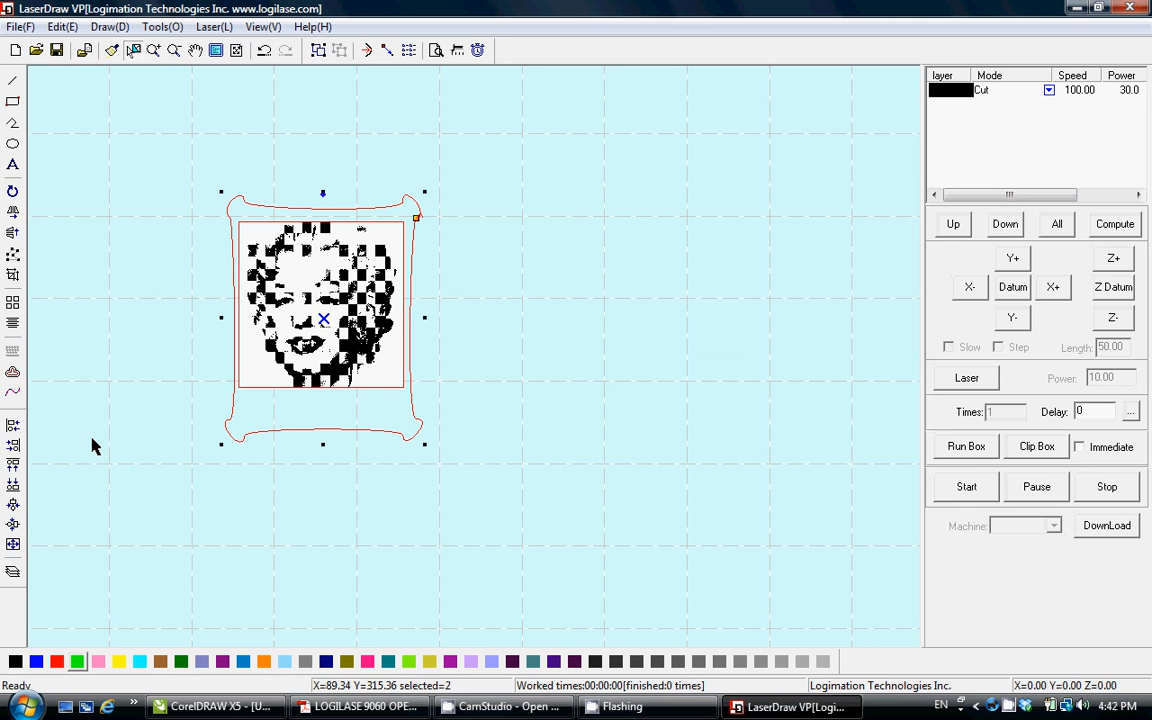 LaserDraw VP[Logimation Technologies Inc. www.logilase.com]
File(F) Edit(E) Draw(D) Tools(O) Laser(L) View(V) Help(H)
layer Mode Speed Power
Cut 100.00 30.0
Up Down All Compute
Y+ Z+
X- Datum X+ Z Datum
Y- Z-
Slow Step Length: 50.00
Laser Power: 10.00
Times: 1 Delay: 0 ...
Run Box Clip Box Immediate
Start Pause Stop
Machine: DownLoad
Ready X=89.34 Y=315.36 selected=2 Worked times:00:00:00[finished:0 times] Logimation Technologies Inc. X=0.00 Y=0.00 Z=0.00
» CorelDRAW X5 - [U... LOGILASE 9060 OPE... CamStudio - Open ... Flashing LaserDraw VP[Logi... EN 4:42 PM